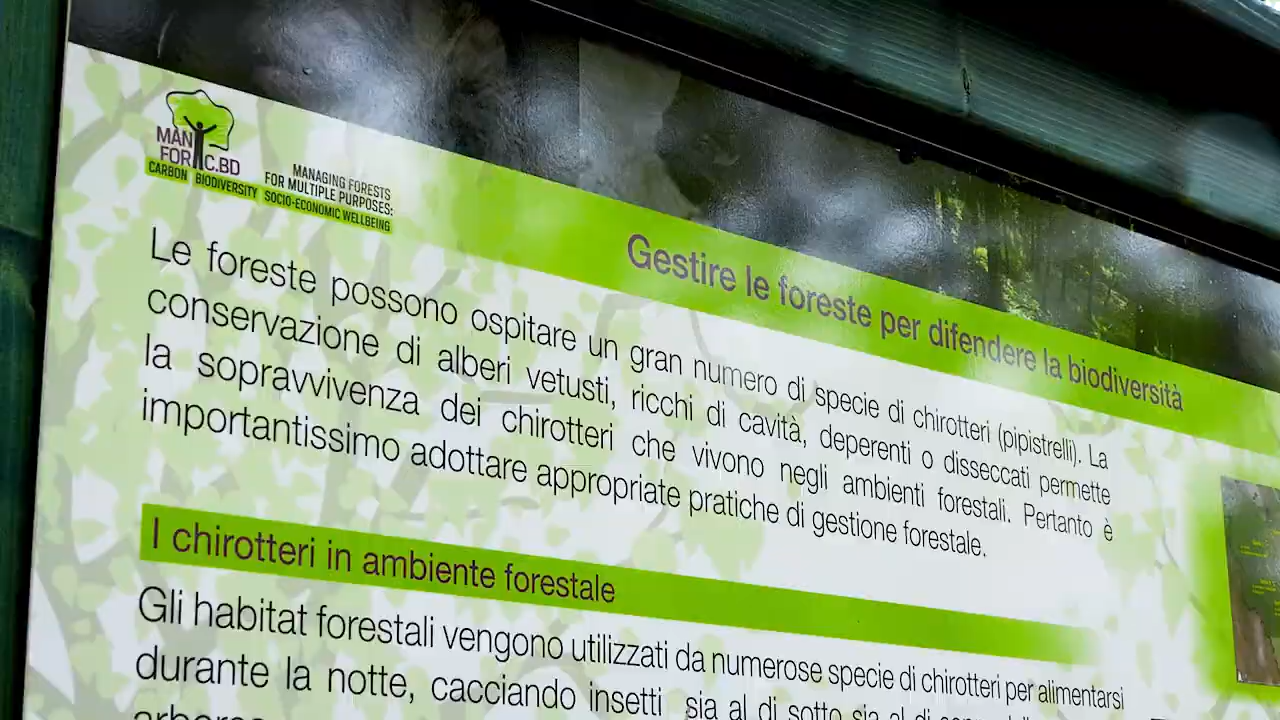 MAN
FOR C.BD
CARBON BIODIVERSITY SOCIO-ECONOMIC WELLBEING
MANAGING FORESTS
FOR MULTIPLE PURPOSES:
Gestire le foreste per difendere la biodiversità
Le foreste possono ospitare un gran numero di specie di chirotteri (pipistrelli). La
conservazione di alberi vetusti, ricchi di cavità, deperenti o disseccati permette
la sopravvivenza dei chirotteri che vivono negli ambienti forestali. Pertanto è
importantissimo adottare appropriate pratiche di gestione forestale.
I chirotteri in ambiente forestale
Gli habitat forestali vengono utilizzati da numerose specie di chirotteri per alimentarsi
durante la notte, cacciando insetti sia al di sotto sia al di